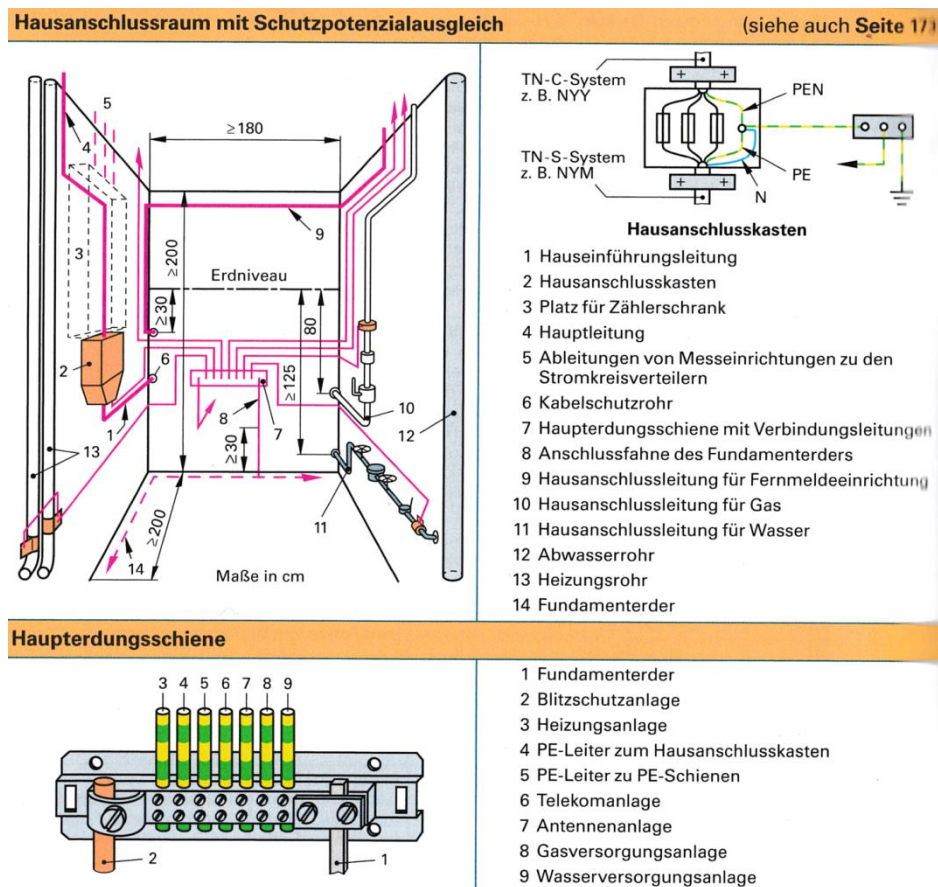 Hausanschlussraum mit Schutzpotenzialausgleich
(siehe auch Seite
5
4
≥180
3
≥200
9
Erdniveau
≥30
80
2
6
≥125
10
1
8
7
12
13
≥30
11
≥200
14
Maße in cm
TN-C-System
z. B. NYY
PEN
TN-S-System
z. B. NYM
PE
N
Hausanschlusskasten
1 Hauseinführungsleitung
2 Hausanschlusskasten
3 Platz für Zählerschrank
4 Hauptleitung
5 Ableitungen von Messeinrichtungen zu den
Stromkreisverteilern
6 Kabelschutzrohr
7 Haupterdungsschiene mit Verbindungsleitungen
8 Anschlussfahne des Fundamenterders
9 Hausanschlussleitung für Fernmeldeeinrichtung
10 Hausanschlussleitung für Gas
11 Hausanschlussleitung für Wasser
12 Abwasserrohr
13 Heizungsrohr
14 Fundamenterder
Haupterdungsschiene
3 4 5 6 7 8 9
2
1
1 Fundamenterder
2 Blitzschutzanlage
3 Heizungsanlage
4 PE-Leiter zum Hausanschlusskasten
5 PE-Leiter zu PE-Schienen
6 Telekomanlage
7 Antennenanlage
8 Gasversorgungsanlage
9 Wasserversorgungsanlage